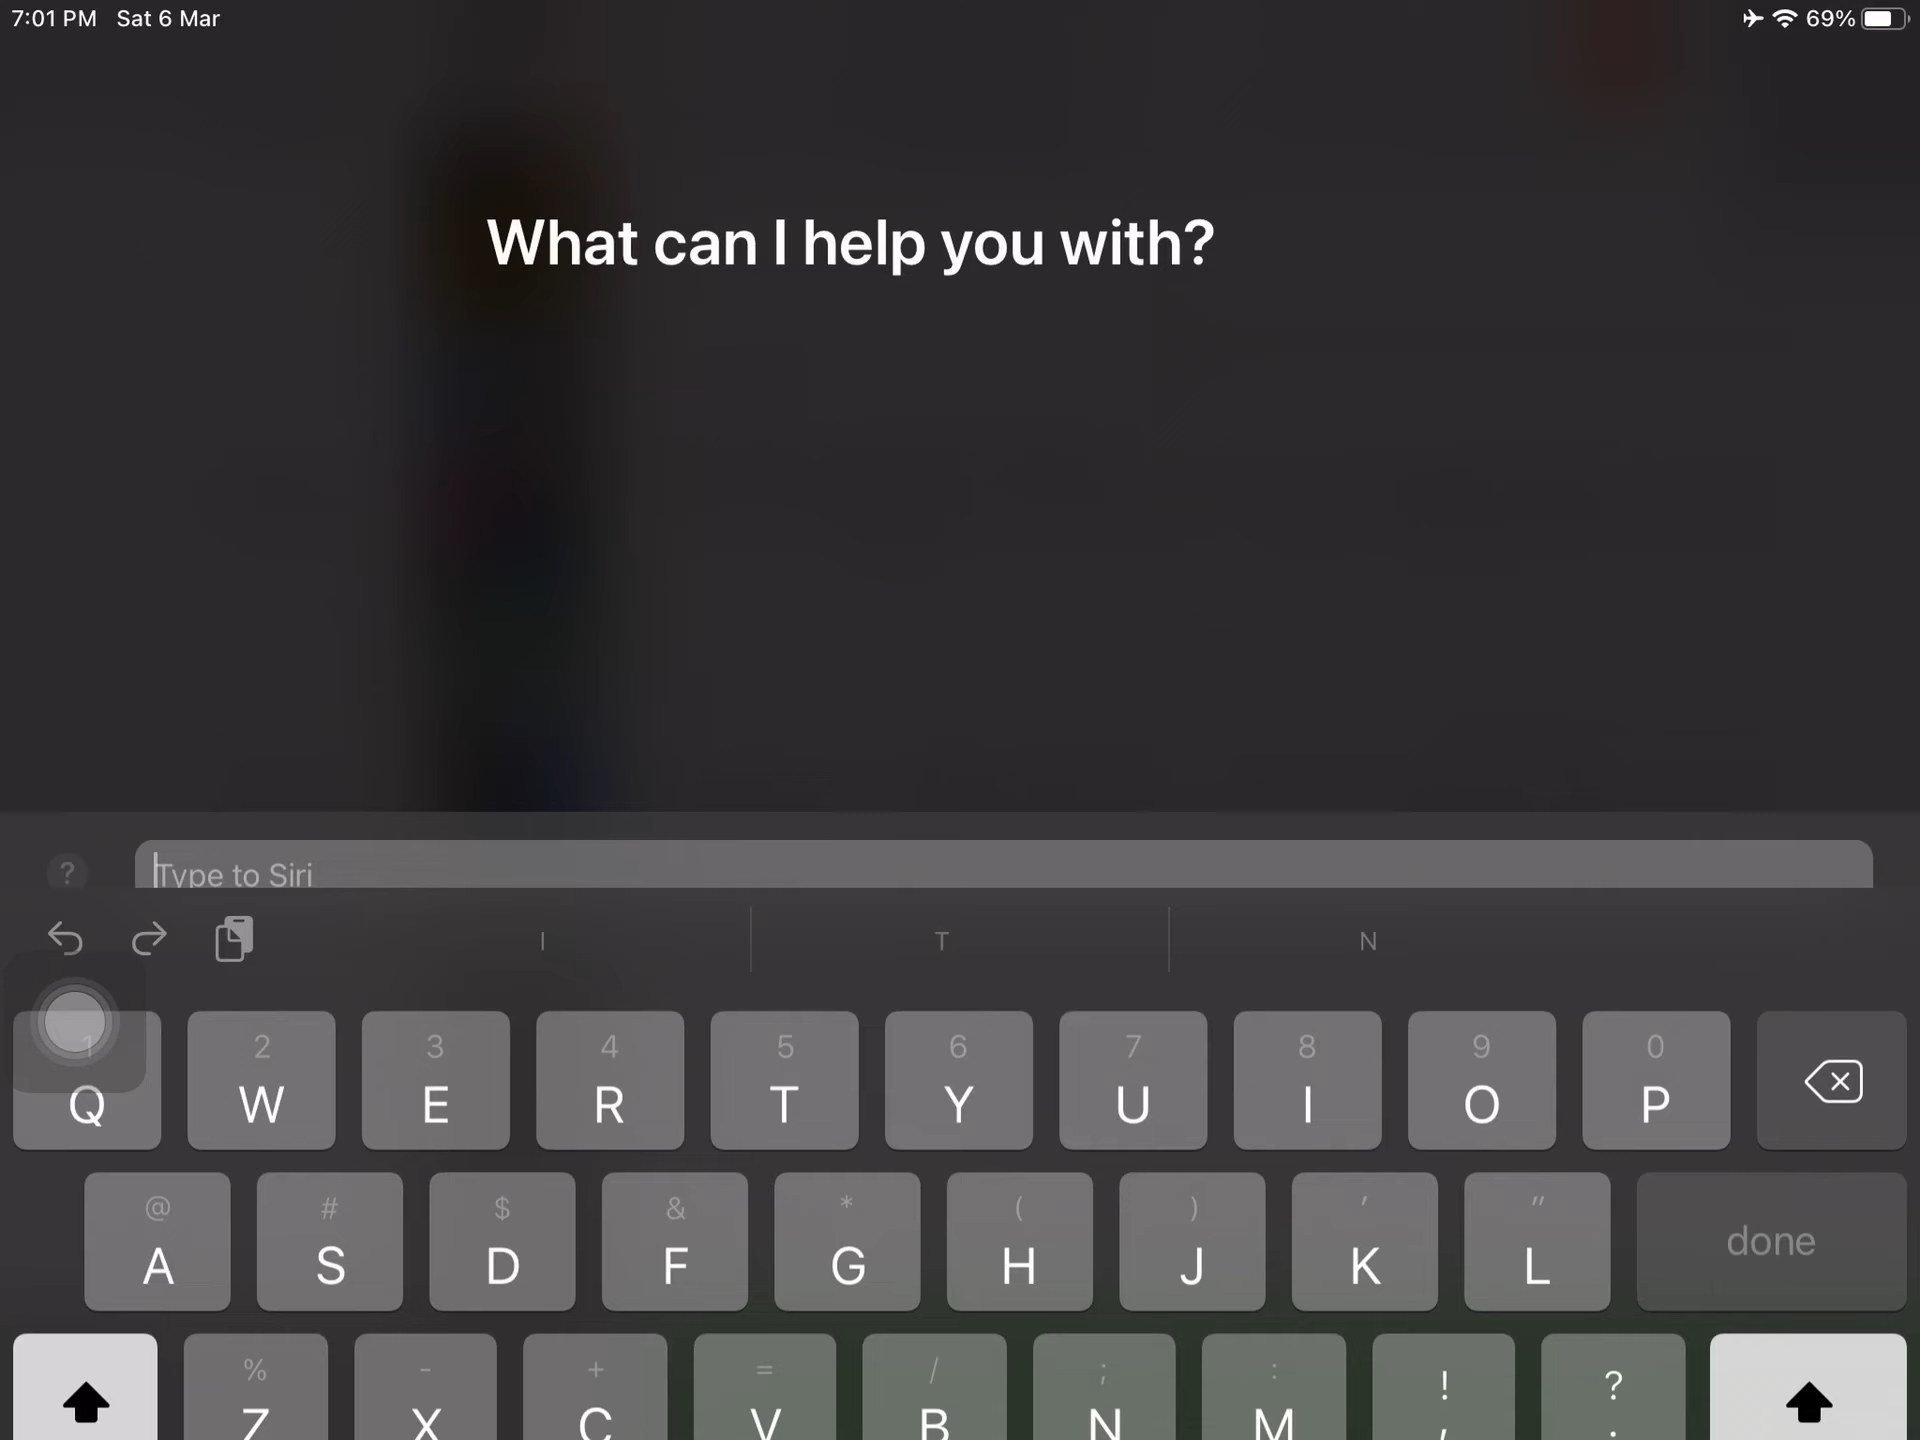 7:01 PM Sat 6 Mar 69%
What can I help you with?
?
Type to Siri
I T N
1 2 3 4 5 6 7 8 9 0
Q W E R T Y U I O P
@ # $ & * ( ) ' "
A S D F G H J K L done
% - + = / ; : ! ?
Z X C V B N M , .